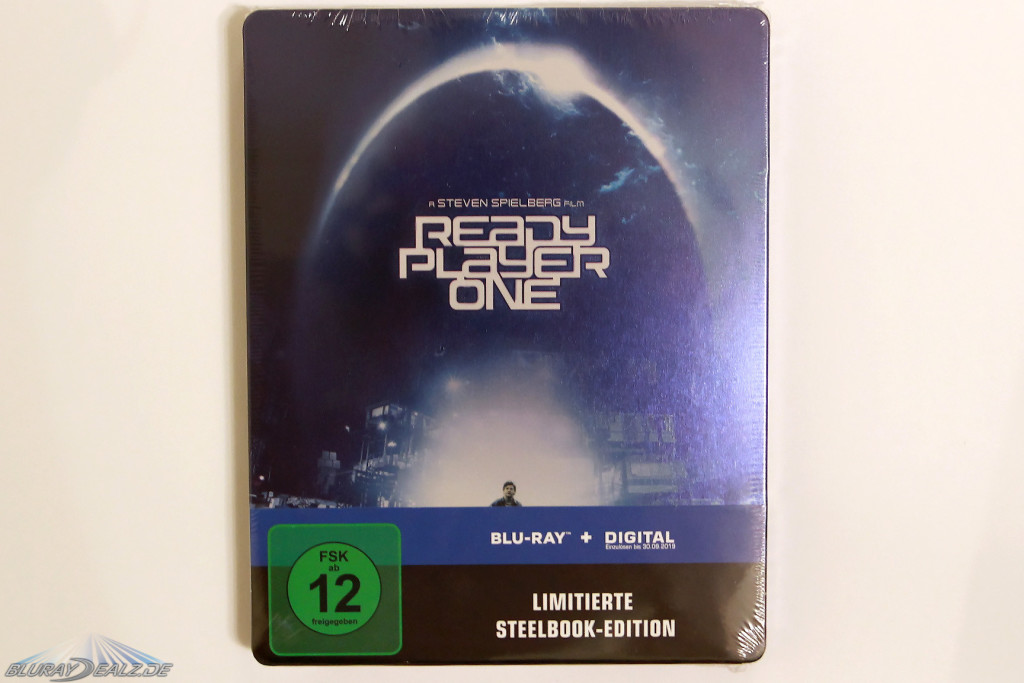 A STEVEN SPIELBERG FILM
READY
PLAYER
ONE
BLU-RAY™ + DIGITAL
Einzulösen bis 30.09.2019
FSK
ab
12
freigegeben
LIMITIERTE
STEELBOOK-EDITION
BLURAYDEALZ.DE